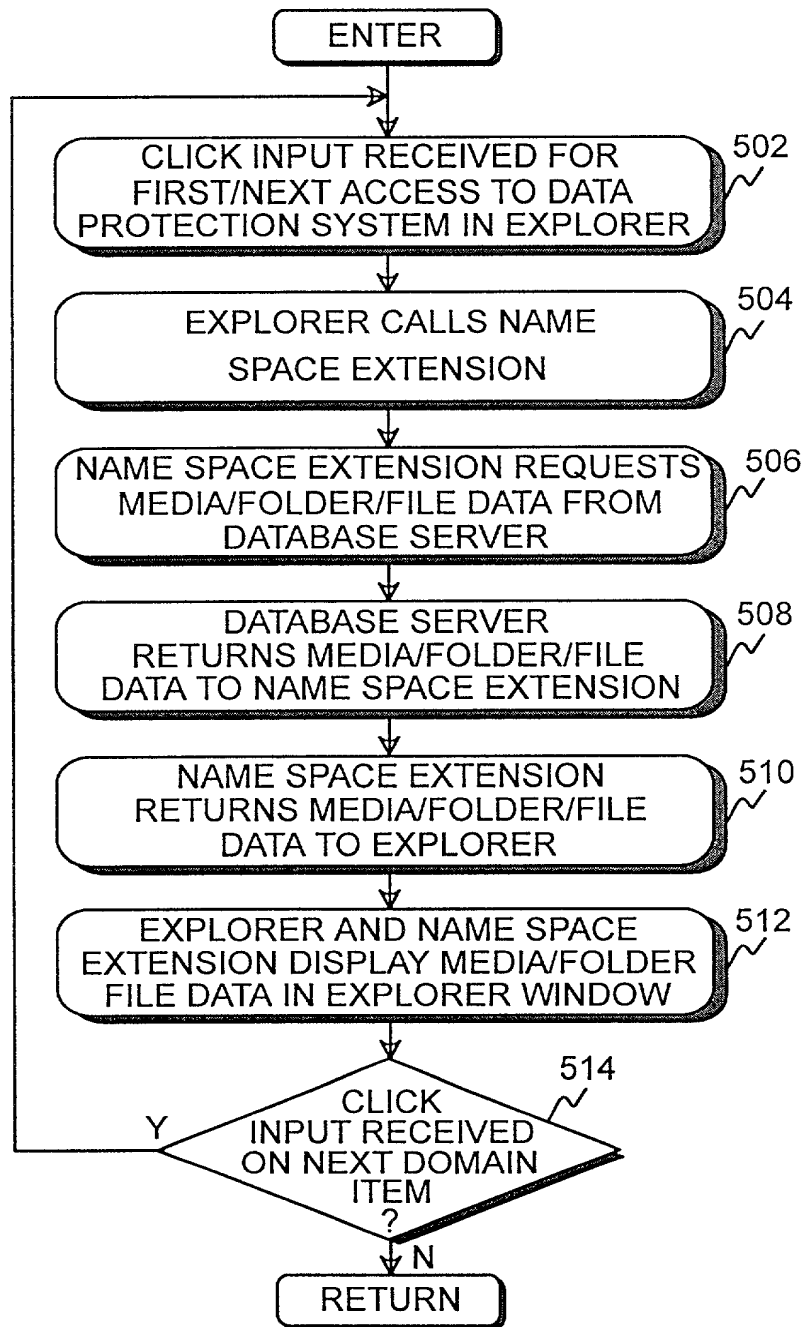 ENTER
CLICK INPUT RECEIVED FOR
FIRST/NEXT ACCESS TO DATA
PROTECTION SYSTEM IN EXPLORER
502
EXPLORER CALLS NAME
SPACE EXTENSION
504
NAME SPACE EXTENSION REQUESTS
MEDIA/FOLDER/FILE DATA FROM
DATABASE SERVER
506
DATABASE SERVER
RETURNS MEDIA/FOLDER/FILE
DATA TO NAME SPACE EXTENSION
508
NAME SPACE EXTENSION
RETURNS MEDIA/FOLDER/FILE
DATA TO EXPLORER
510
EXPLORER AND NAME SPACE
EXTENSION DISPLAY MEDIA/FOLDER
FILE DATA IN EXPLORER WINDOW
512
CLICK
INPUT RECEIVED
ON NEXT DOMAIN
ITEM
?
514
Y
N
RETURN